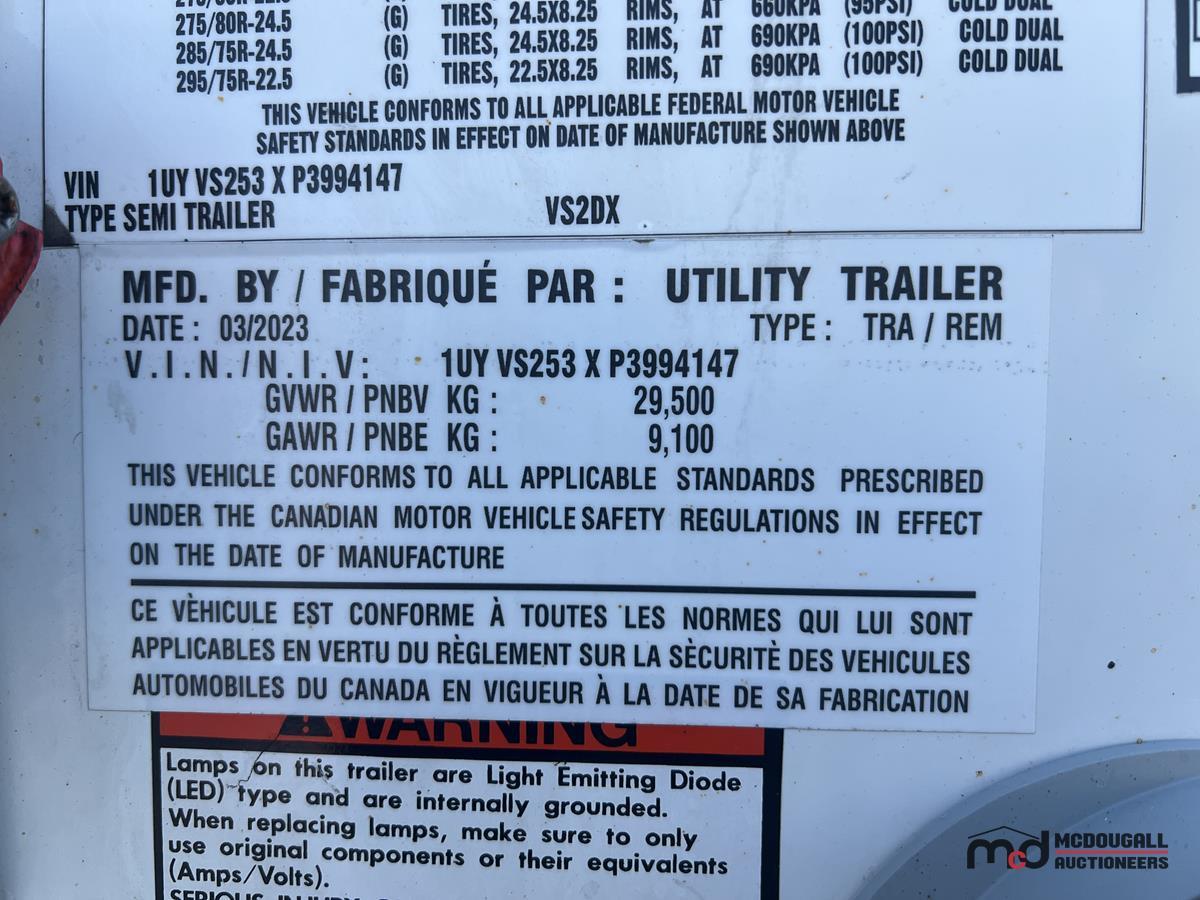 275/80R-24.5 (G) TIRES, 24.5X8.25 RIMS, AT 660KPA (95PSI) COLD DUAL
285/75R-24.5 (G) TIRES, 24.5X8.25 RIMS, AT 690KPA (100PSI) COLD DUAL
295/75R-22.5 (G) TIRES, 22.5X8.25 RIMS, AT 690KPA (100PSI) COLD DUAL
THIS VEHICLE CONFORMS TO ALL APPLICABLE FEDERAL MOTOR VEHICLE
SAFETY STANDARDS IN EFFECT ON DATE OF MANUFACTURE SHOWN ABOVE
VIN 1UY VS253 X P3994147
TYPE SEMI TRAILER VS2DX
MFD. BY / FABRIQUÉ PAR : UTILITY TRAILER
DATE : 03/2023 TYPE : TRA / REM
V.I.N./N.I.V: 1UY VS253 X P3994147
GVWR / PNBV KG : 29,500
GAWR / PNBE KG : 9,100
THIS VEHICLE CONFORMS TO ALL APPLICABLE STANDARDS PRESCRIBED
UNDER THE CANADIAN MOTOR VEHICLE SAFETY REGULATIONS IN EFFECT
ON THE DATE OF MANUFACTURE
CE VÈHICULE EST CONFORME À TOUTES LES NORMES QUI LUI SONT
APPLICABLES EN VERTU DU RÈGLEMENT SUR LA SÈCURITÈ DES VEHICULES
AUTOMOBILES DU CANADA EN VIGUEUR À LA DATE DE SA FABRICATION
WARNING
Lamps on this trailer are Light Emitting Diode
(LED) type and are internally grounded.
When replacing lamps, make sure to only
use original components or their equivalents
(Amps/Volts).
SERIOUS INJURY
mcd MCDOUGALL
AUCTIONEERS